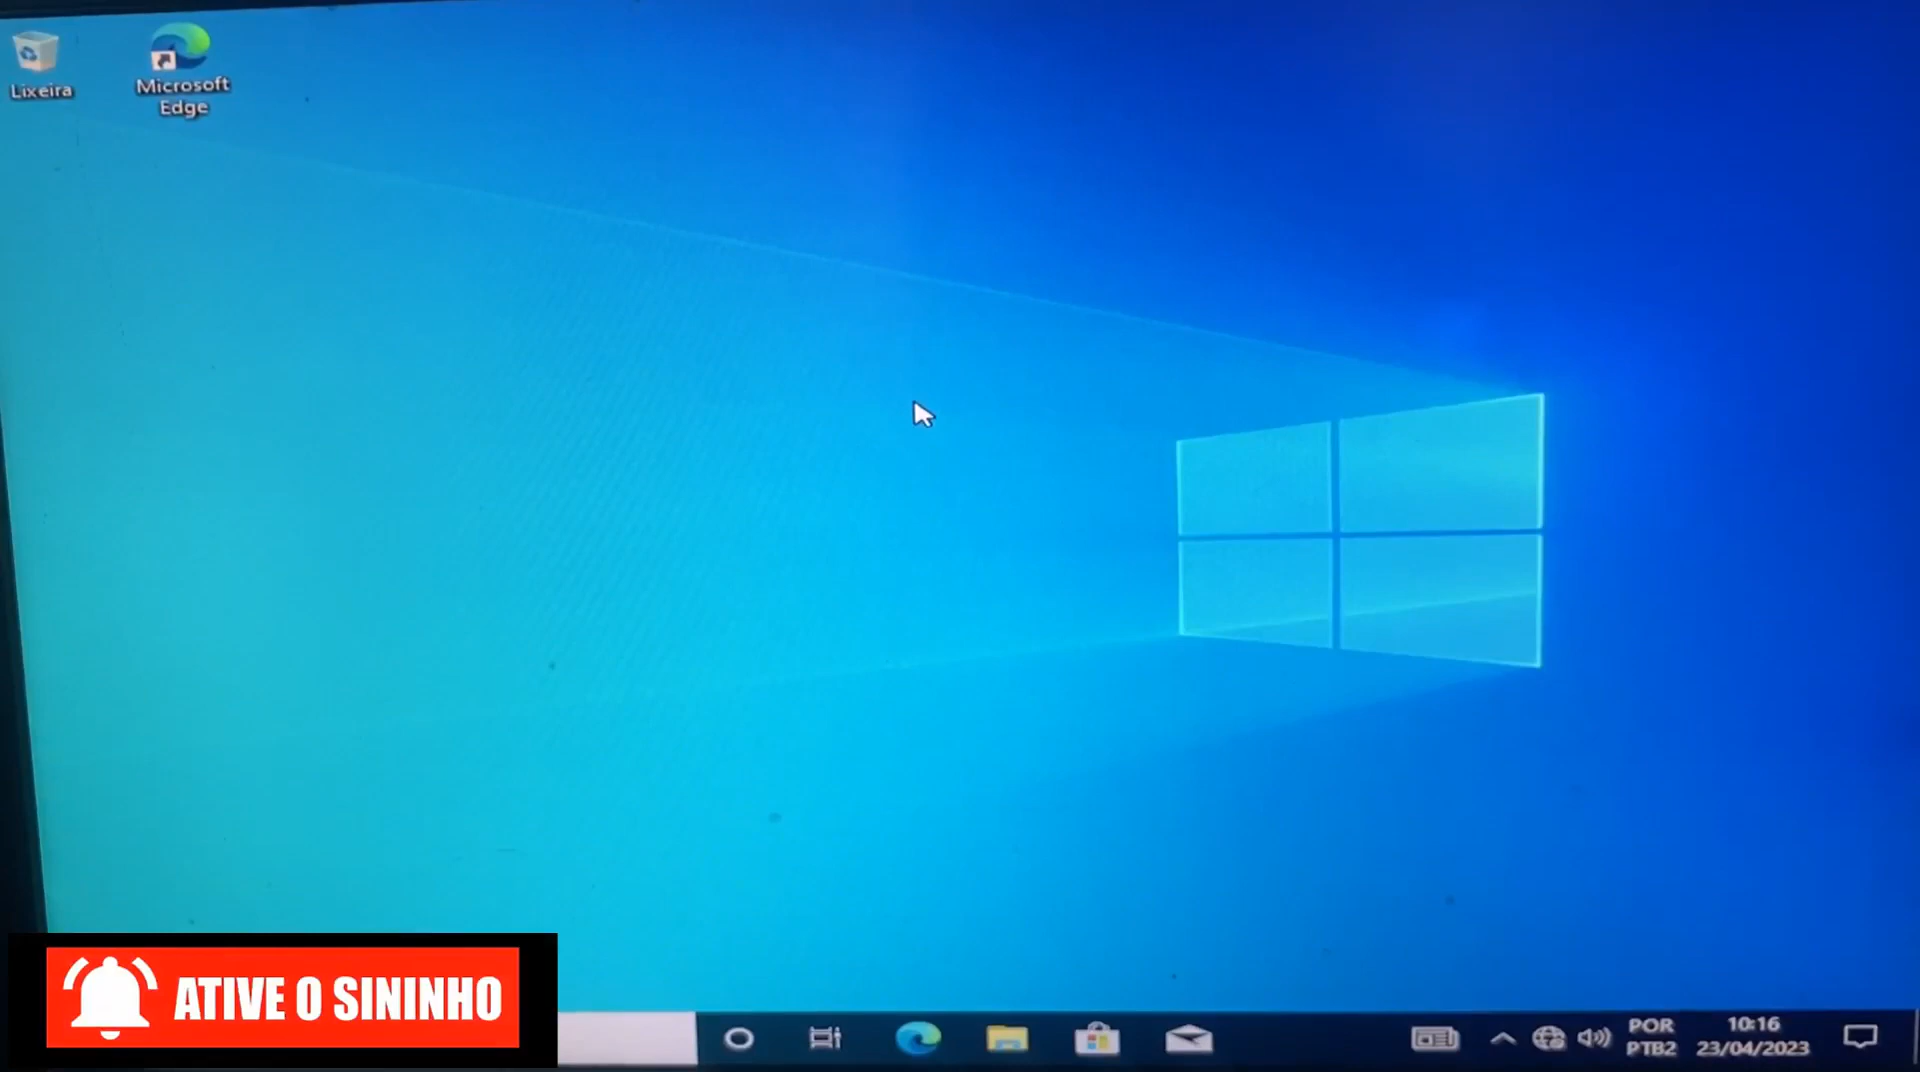 Lixeira
Microsoft
Edge
ATIVE O SININHO
POR
PTB2
10:16
23/04/2023